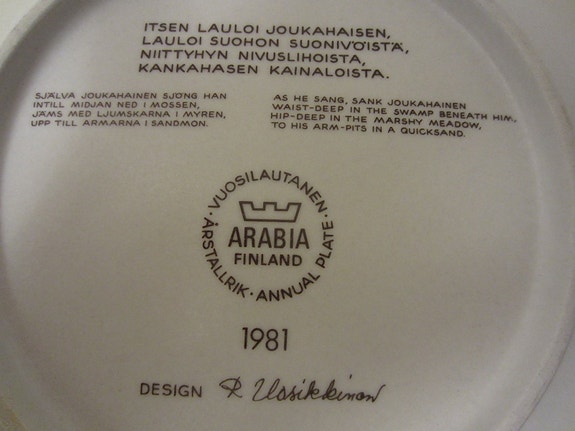 ITSEN LAULOI JOUKAHAISEN,
LAULOI SUOHON SUONIVÖISTÄ,
NIITTYHYN NIVUSLIHOISTA,
KANKAHASEN KAINALOISTA.
SJÄLVA JOUKAHAINEN SJÖNG HAN
INTILL MIDJAN NED I MOSSEN,
JÄMS MED LJUMSKARNA I MYREN,
UPP TILL ARMARNA I SANDMON.
AS HE SANG, SANK JOUKAHAINEN
WAIST-DEEP IN THE SWAMP BENEATH HIM,
HIP-DEEP IN THE MARSHY MEADOW,
TO HIS ARM-PITS IN A QUICKSAND.
· VUOSILAUTANEN ·
ÅRSTALLRIK · ANNUAL PLATE
ARABIA
FINLAND
1981
DESIGN R Uosikkinen